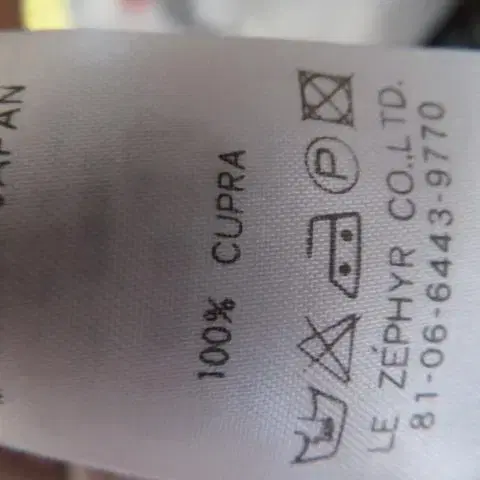 JAPAN
100% CUPRA
P
LE ZÉPHYR CO.,LTD.
81-06-6443-9770